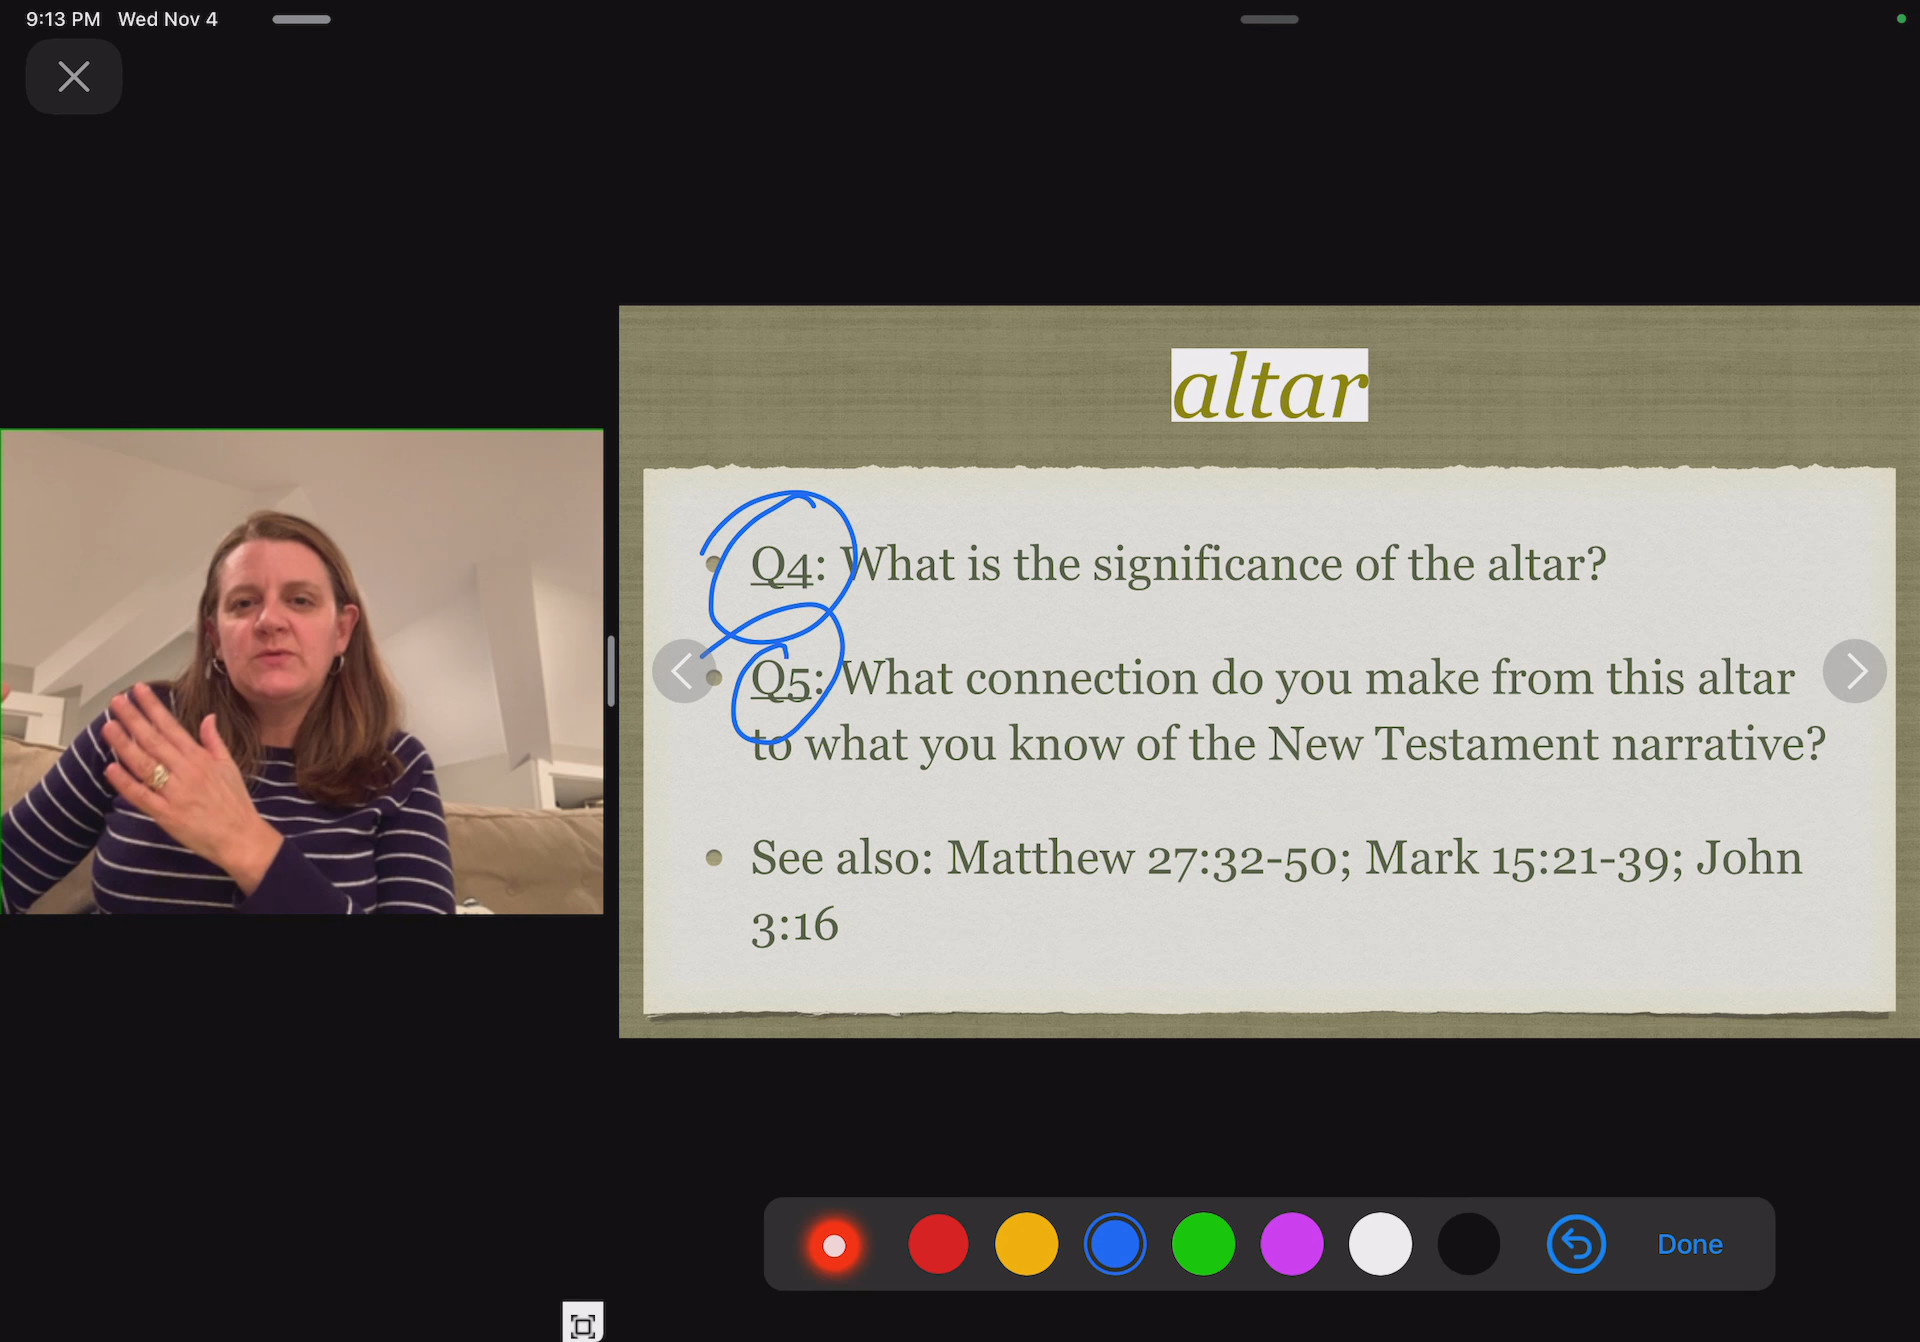 9:13 PM Wed Nov 4
altar
Q4: What is the significance of the altar?
Q5: What connection do you make from this altar
to what you know of the New Testament narrative?
See also: Matthew 27:32-50; Mark 15:21-39; John
3:16
Done